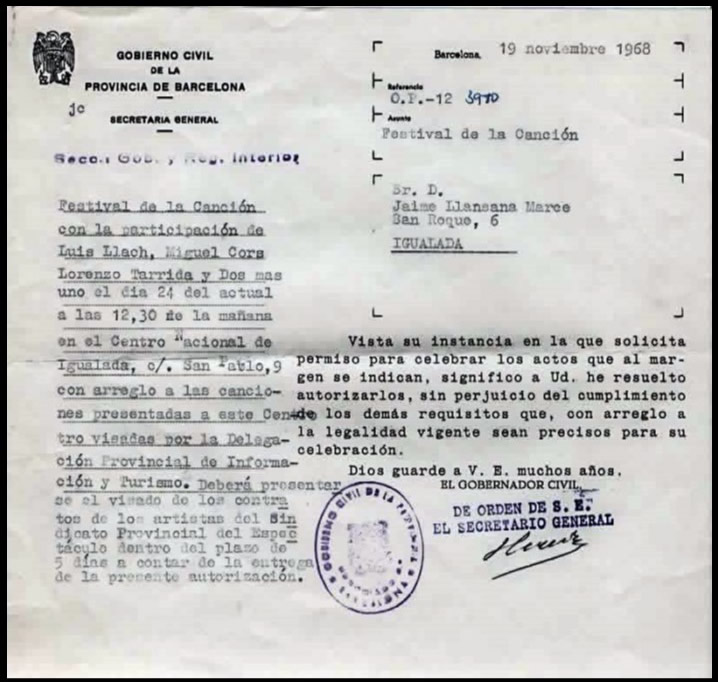 GOBIERNO CIVIL
DE LA
PROVINCIA DE BARCELONA
jc
SECRETARIA GENERAL
Secc. Gob. y Reg. Interior
Barcelona, 19 noviembre 1968
Referencia
O.P.-12 3970
Asunto
Festival de la Canción
Sr. D.
Jaime Llansana Marce
San Roque, 6
IGUALADA
Festival de la Canción
con la participación de
Luis Llach, Miguel Cors
Lorenzo Tarrida y Dos mas
uno el dia 24 del actual
a las 12,30 de la mañana
en el Centro Nacional de
Igualada, c/. San Pablo,9
con arreglo a las cancio-
nes presentadas a este Cen
tro visadas por la Delega-
ción Provincial de Informa-
ción y Turismo. Deberá presentar
se el visado de los contra
tos de los artistas del Sin
dicato Provincial del Espec
táculo dentro del plazo de
5 días a contar de la entrega
de la presente autorización.
Vista su instancia en la que solicita
permiso para celebrar los actos que al mar-
gen se indican, significo a Ud. he resuelto
autorizarlos, sin perjuicio del cumplimiento
de los demás requisitos que, con arreglo a
la legalidad vigente sean precisos para su
celebración.
Dios guarde a V. E. muchos años.
EL GOBERNADOR CIVIL,
DE ORDEN DE S. E.
EL SECRETARIO GENERAL
GOBIERNO CIVIL DE LA